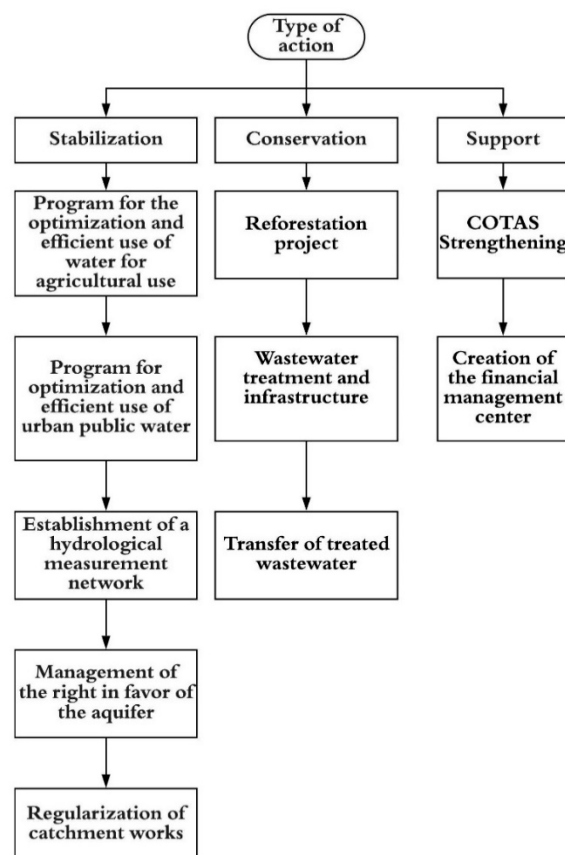 Type of
action
Stabilization
Conservation
Support
Program for the
optimization and
efficient use of
water for
agricultural use
Reforestation
project
COTAS
Strengthening
Program for
optimization and
efficient use of
urban public water
Wastewater
treatment and
infrastructure
Creation of
the financial
management
center
Establishment of a
hydrological
measurement
network
Transfer of treated
wastewater
Management of
the right in favor of
the aquifer
Regularization of
catchment works